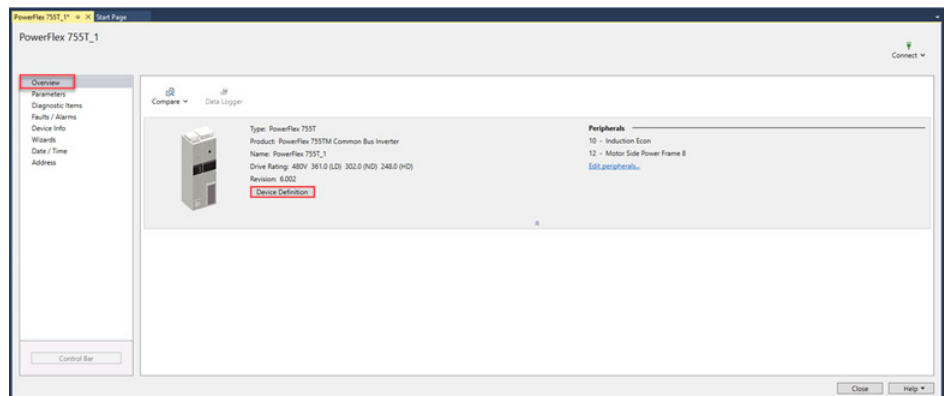 PowerFlex 755T_1*
Start Page
PowerFlex 755T_1
Connect
Overview
Parameters
Diagnostic Items
Faults / Alarms
Device Info
Wizards
Date / Time
Address
Control Bar
Compare
Data Logger
Type: PowerFlex 755T
Product: PowerFlex 755TM Common Bus Inverter
Name: PowerFlex 755T_1
Drive Rating: 480V 361.0 (LD) 302.0 (ND) 248.0 (HD)
Revision: 6.002
Device Definition
Peripherals
10 - Induction Econ
12 - Motor Side Power Frame 8
Edit peripherals...
Close
Help